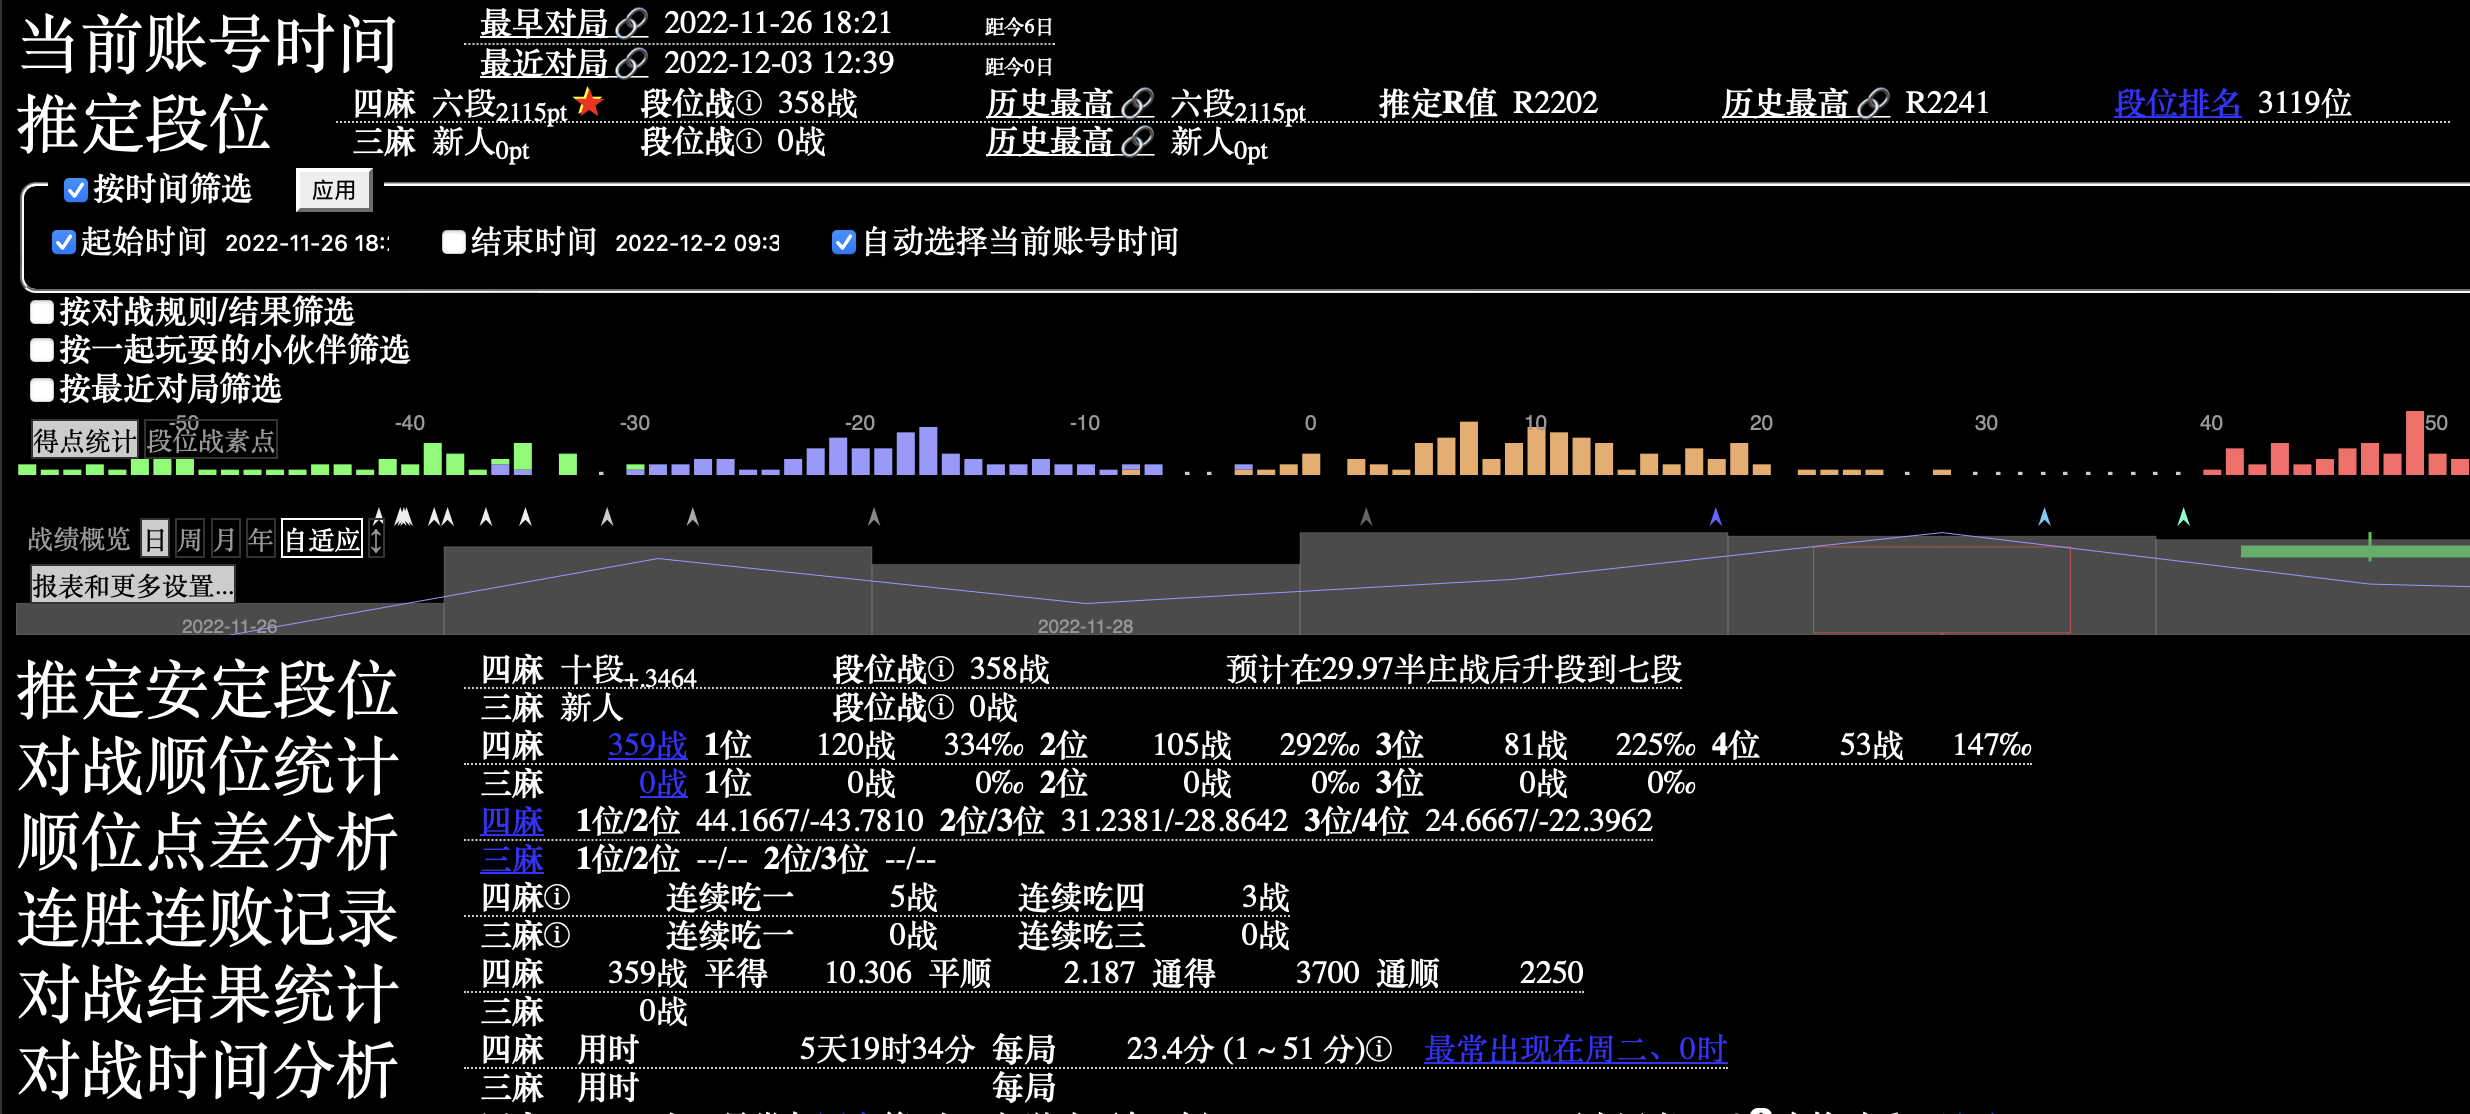 当前账号时间 最早对局🔗 2022-11-26 18:21 距今6日
最近对局🔗 2022-12-03 12:39 距今0日
推定段位 四麻 六段2115pt⭐ 段位战ⓘ 358战 历史最高🔗 六段2115pt 推定R值 R2202 历史最高🔗 R2241 段位排名 3119位
三麻 新人0pt 段位战ⓘ 0战 历史最高🔗 新人0pt
按时间筛选 应用
起始时间 2022-11-26 18: 结束时间 2022-12-2 09:3 自动选择当前账号时间
按对战规则/结果筛选
按一起玩耍的小伙伴筛选
按最近对局筛选
-50 -40 -30 -20 -10 0 10 20 30 40 50
得点统计 段位战素点
战绩概览 日 周 月 年 自适应 ↕
报表和更多设置...
2022-11-26 2022-11-28
推定安定段位 四麻 十段+.3464 段位战ⓘ 358战 预计在29.97半庄战后升段到七段
三麻 新人 段位战ⓘ 0战
对战顺位统计 四麻 359战 1位 120战 334‰ 2位 105战 292‰ 3位 81战 225‰ 4位 53战 147‰
三麻 0战 1位 0战 0‰ 2位 0战 0‰ 3位 0战 0‰
顺位点差分析 四麻 1位/2位 44.1667/-43.7810 2位/3位 31.2381/-28.8642 3位/4位 24.6667/-22.3962
三麻 1位/2位 --/-- 2位/3位 --/--
连胜连败记录 四麻ⓘ 连续吃一 5战 连续吃四 3战
三麻ⓘ 连续吃一 0战 连续吃三 0战
对战结果统计 四麻 359战 平得 10.306 平顺 2.187 通得 3700 通顺 2250
三麻 0战
对战时间分析 四麻 用时 5天19时34分 每局 23.4分 (1 ~ 51 分)ⓘ 最常出现在周二、0时
三麻 用时 每局